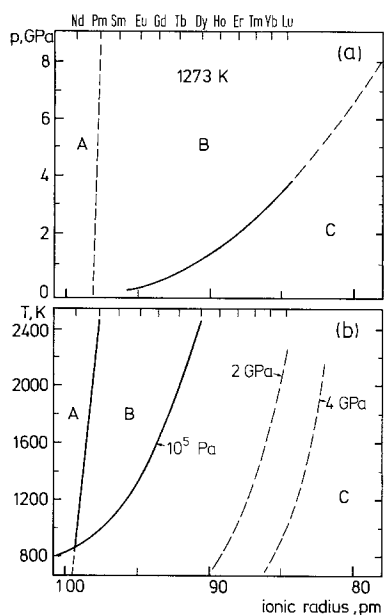 Nd Pm Sm Eu Gd Tb Dy Ho Er Tm Yb Lu
p,GPa
(a)
1273 K
8
6
A
B
4
2
C
0
T, K
2400
(b)
2 GPa
2000
A
B
4 GPa
1600
10⁵ Pa
1200
C
800
100
90
80
ionic radius, pm